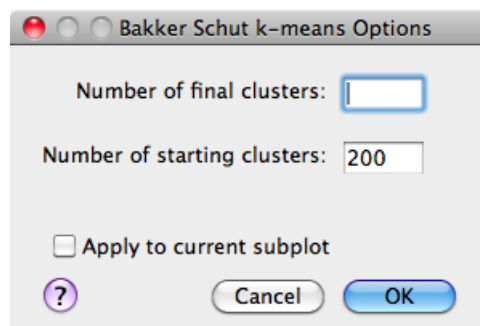 Bakker Schut k-means Options
Number of final clusters:
Number of starting clusters: 200
Apply to current subplot
? Cancel OK